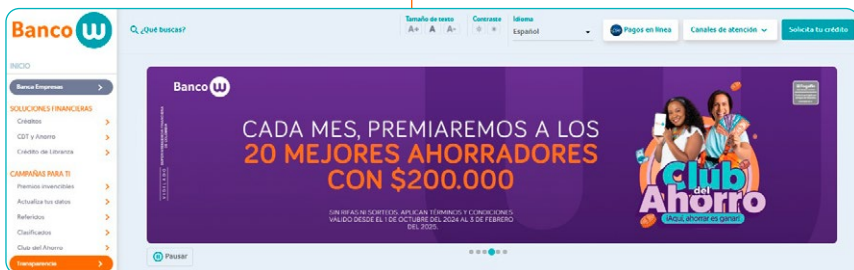 Banco W
¿Qué buscas?
Tamaño de texto
A+ A A-
Contraste
Idioma
Español
Pagos en línea
Canales de atención
Solicita tu crédito
INICIO
Banca Empresas
SOLUCIONES FINANCIERAS
Créditos
CDT y Ahorro
Crédito de Libranza
CAMPAÑAS PARA TI
Premios invencibles
Actualiza tus datos
Referidos
Clasificados
Club del Ahorro
Transparencia
Banco W
VIGILADO
CADA MES, PREMIAREMOS A LOS
20 MEJORES AHORRADORES
CON $200.000
SIN RIFAS NI SORTEOS. APLICAN TÉRMINOS Y CONDICIONES.
VÁLIDO DESDE EL 1 DE OCTUBRE DEL 2024 AL 3 DE FEBRERO
DEL 2025.
Club
del
Ahorro
¡Aquí, ahorrar es ganar!
Pausar